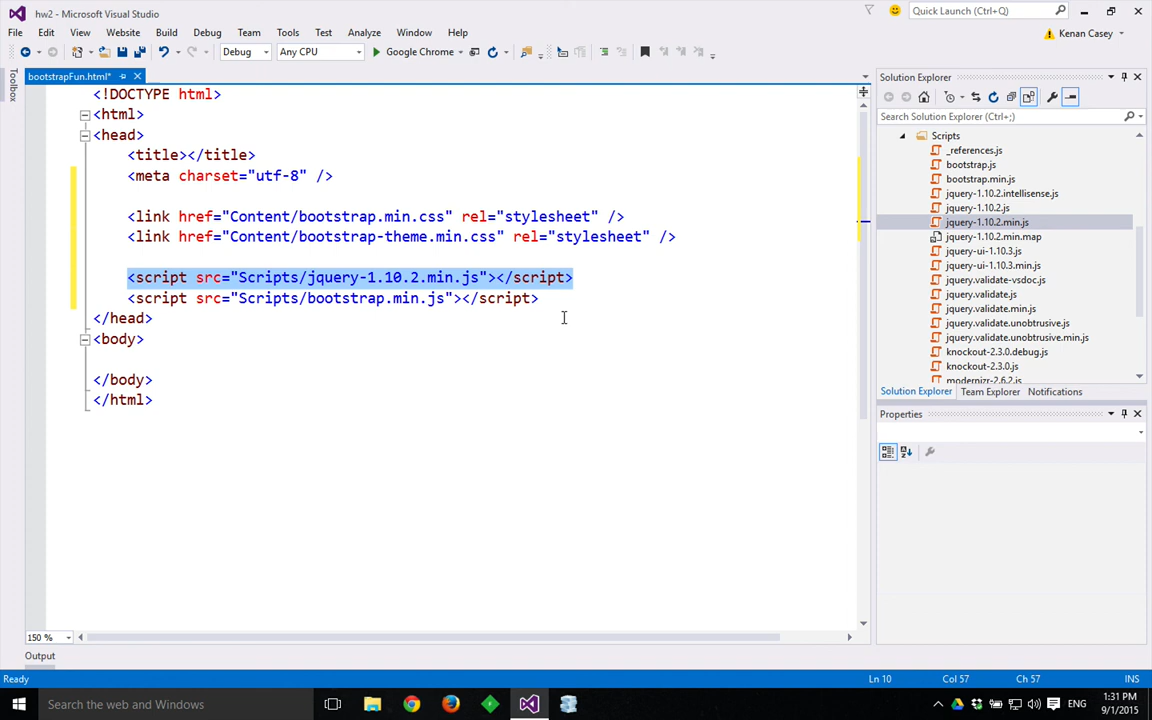 hw2 - Microsoft Visual Studio
Quick Launch (Ctrl+Q)
File Edit View Website Build Debug Team Tools Test Analyze Window Help
Kenan Casey
Debug Any CPU Google Chrome
Toolbox
bootstrapFun.html*
<!DOCTYPE html>
<html>
<head>
<title></title>
<meta charset="utf-8" />
<link href="Content/bootstrap.min.css" rel="stylesheet" />
<link href="Content/bootstrap-theme.min.css" rel="stylesheet" />
<script src="Scripts/jquery-1.10.2.min.js"></script>
<script src="Scripts/bootstrap.min.js"></script>
</head>
<body>
</body>
</html>
150 %
Output
Solution Explorer
Search Solution Explorer (Ctrl+;)
Scripts
_references.js
bootstrap.js
bootstrap.min.js
jquery-1.10.2.intellisense.js
jquery-1.10.2.js
jquery-1.10.2.min.js
jquery-1.10.2.min.map
jquery-ui-1.10.3.js
jquery-ui-1.10.3.min.js
jquery.validate-vsdoc.js
jquery.validate.js
jquery.validate.min.js
jquery.validate.unobtrusive.js
jquery.validate.unobtrusive.min.js
knockout-2.3.0.debug.js
knockout-2.3.0.js
modernizr-2.6.2.js
Solution Explorer Team Explorer Notifications
Properties
Ready Ln 10 Col 57 Ch 57 INS
Search the web and Windows
ENG
1:31 PM
9/1/2015